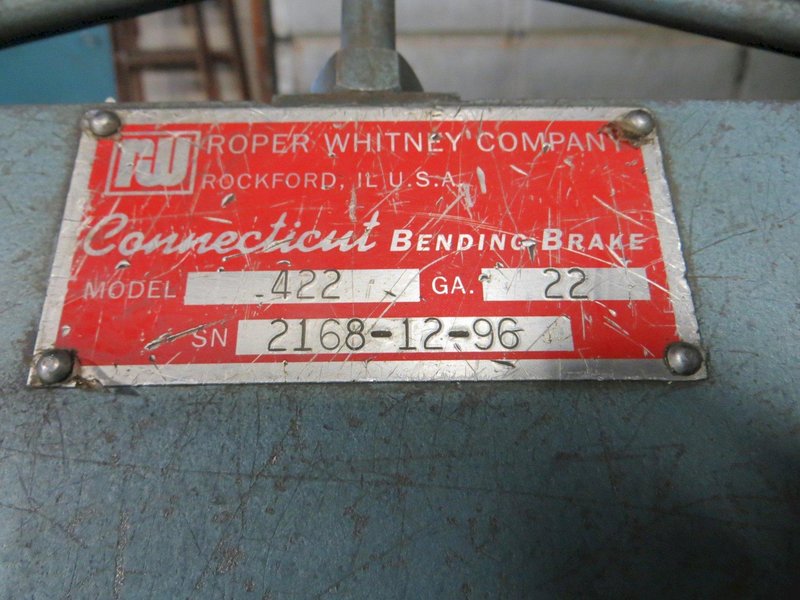 rw ROPER WHITNEY COMPANY
ROCKFORD, IL U.S.A.
Connecticut BENDING BRAKE
MODEL 422 GA. 22
SN 2168-12-96